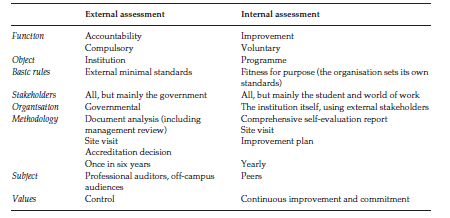 External assessment Internal assessment
Function Accountability Improvement
Compulsory Voluntary
Object Institution Programme
Basic rules External minimal standards Fitness for purpose (the organisation sets its own
standards)
Stakeholders All, but mainly the government All, but mainly the student and world of work
Organisation Governmental The institution itself, using external stakeholders
Methodology Document analysis (including Comprehensive self-evaluation report
management review) Site visit
Site visit Improvement plan
Accreditation decision
Once in six years Yearly
Subject Professional auditors, off-campus Peers
audiences
Values Control Continuous improvement and commitment